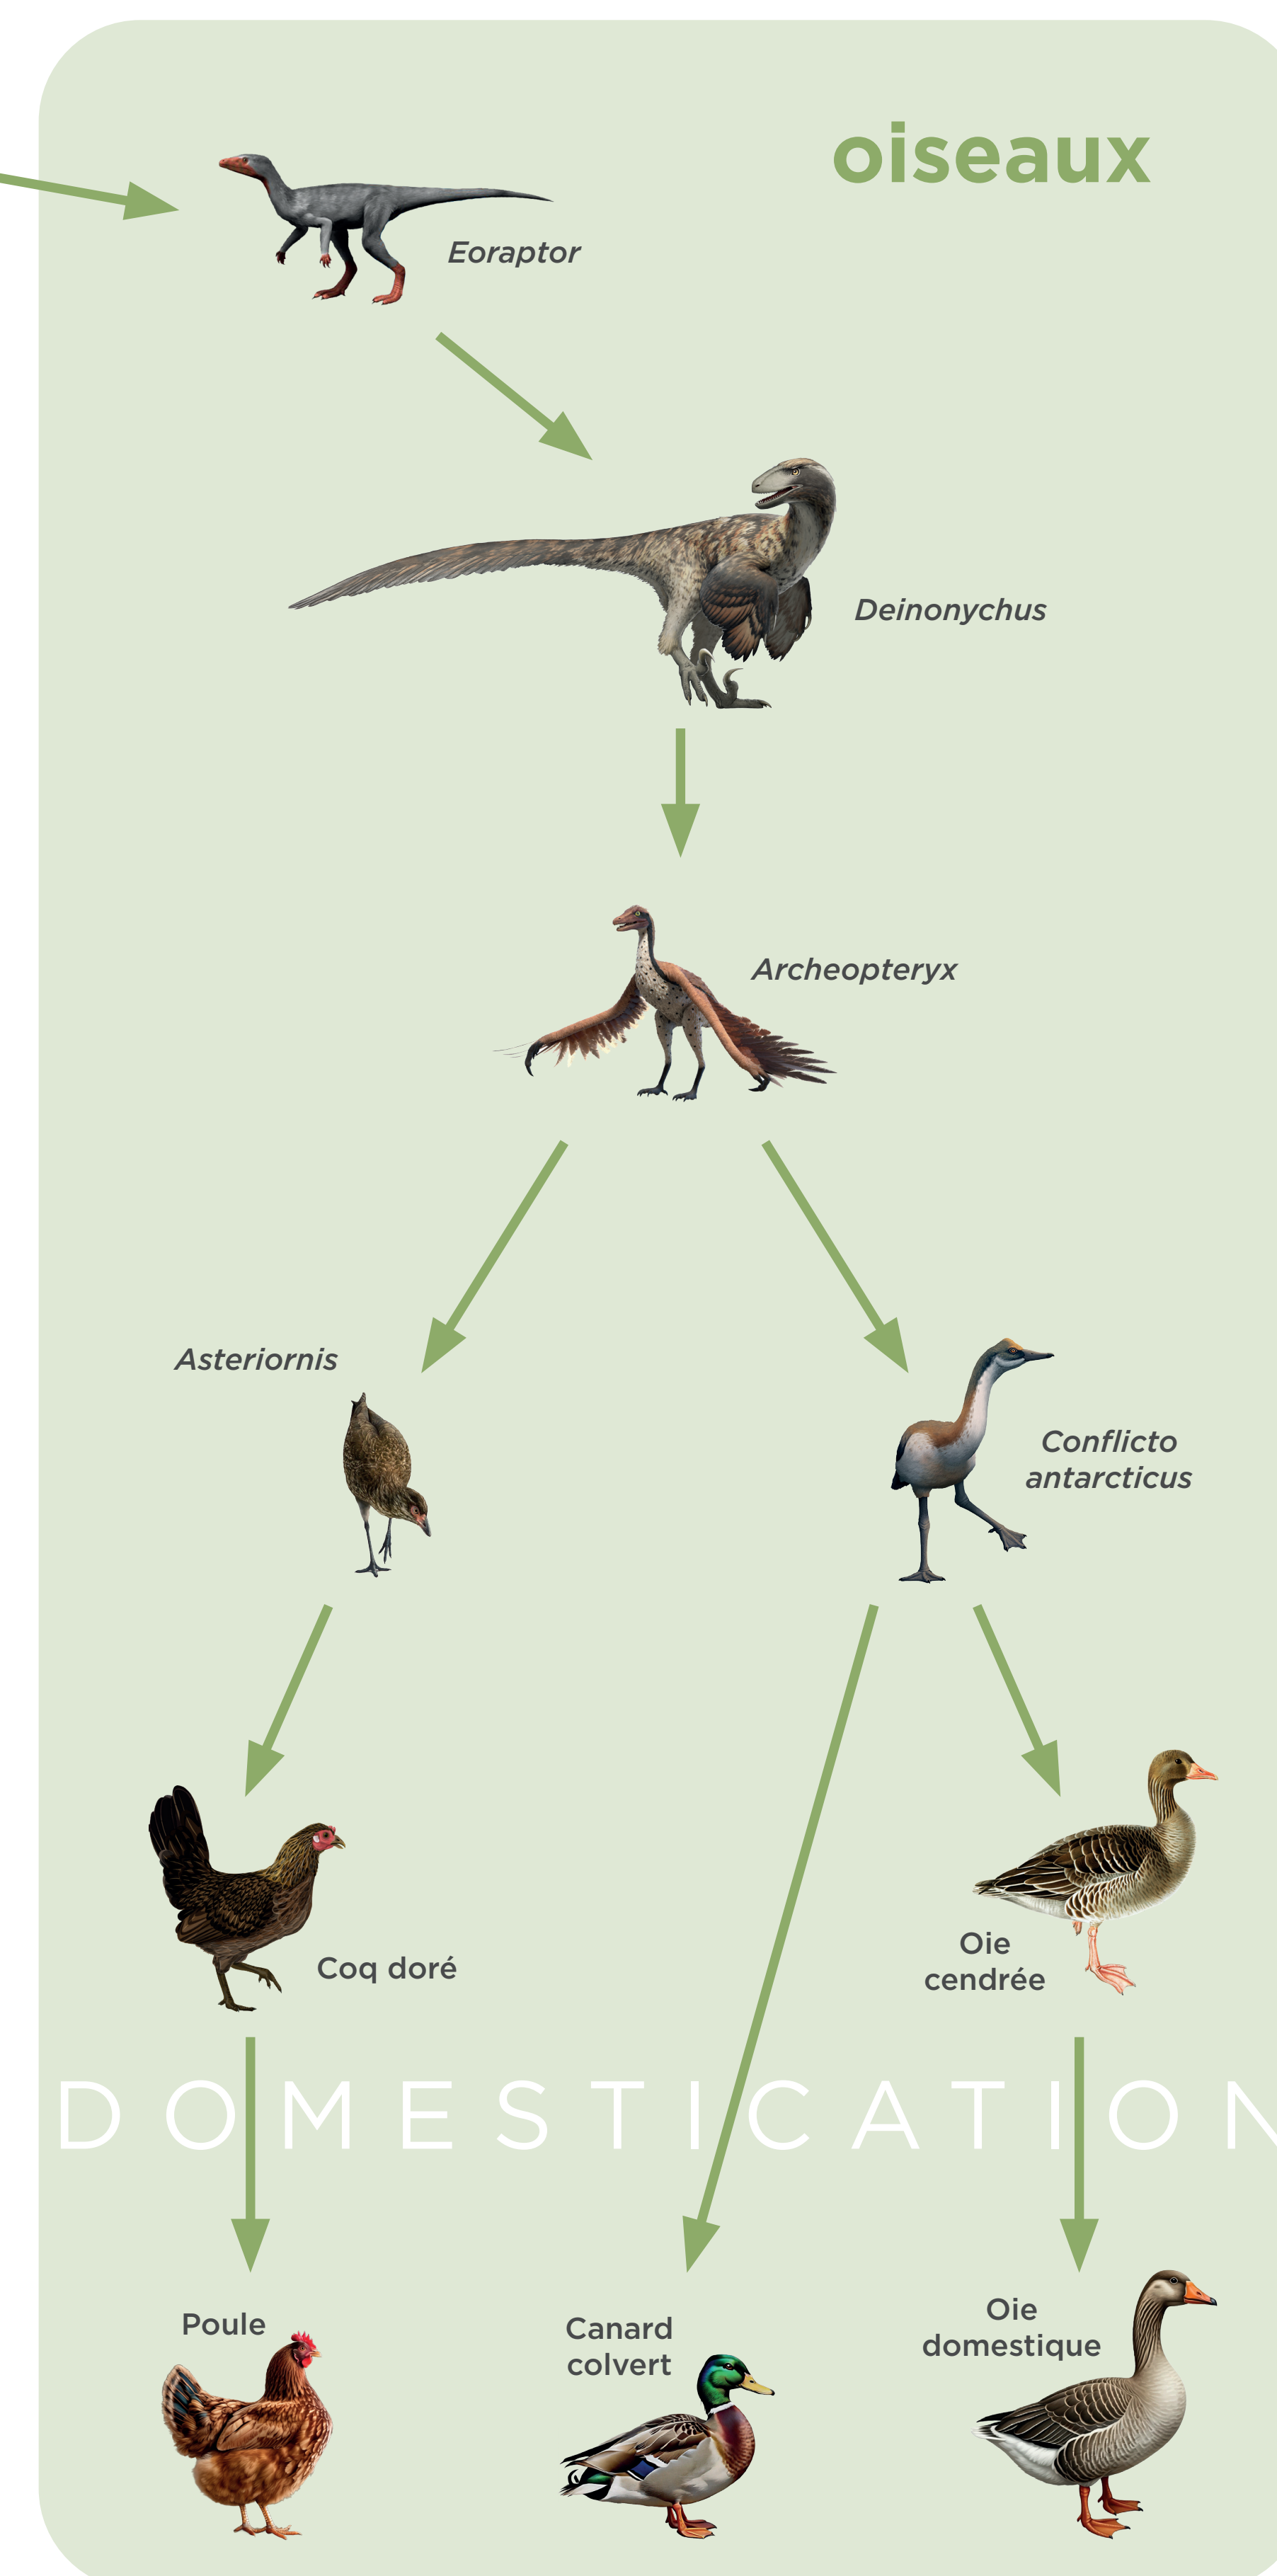 oiseaux
Eoraptor
Deinonychus
Archeopteryx
Asteriornis
Conflicto
antarcticus
Coq doré
Oie
cendrée
DOMESTICATION
Poule
Canard
colvert
Oie
domestique